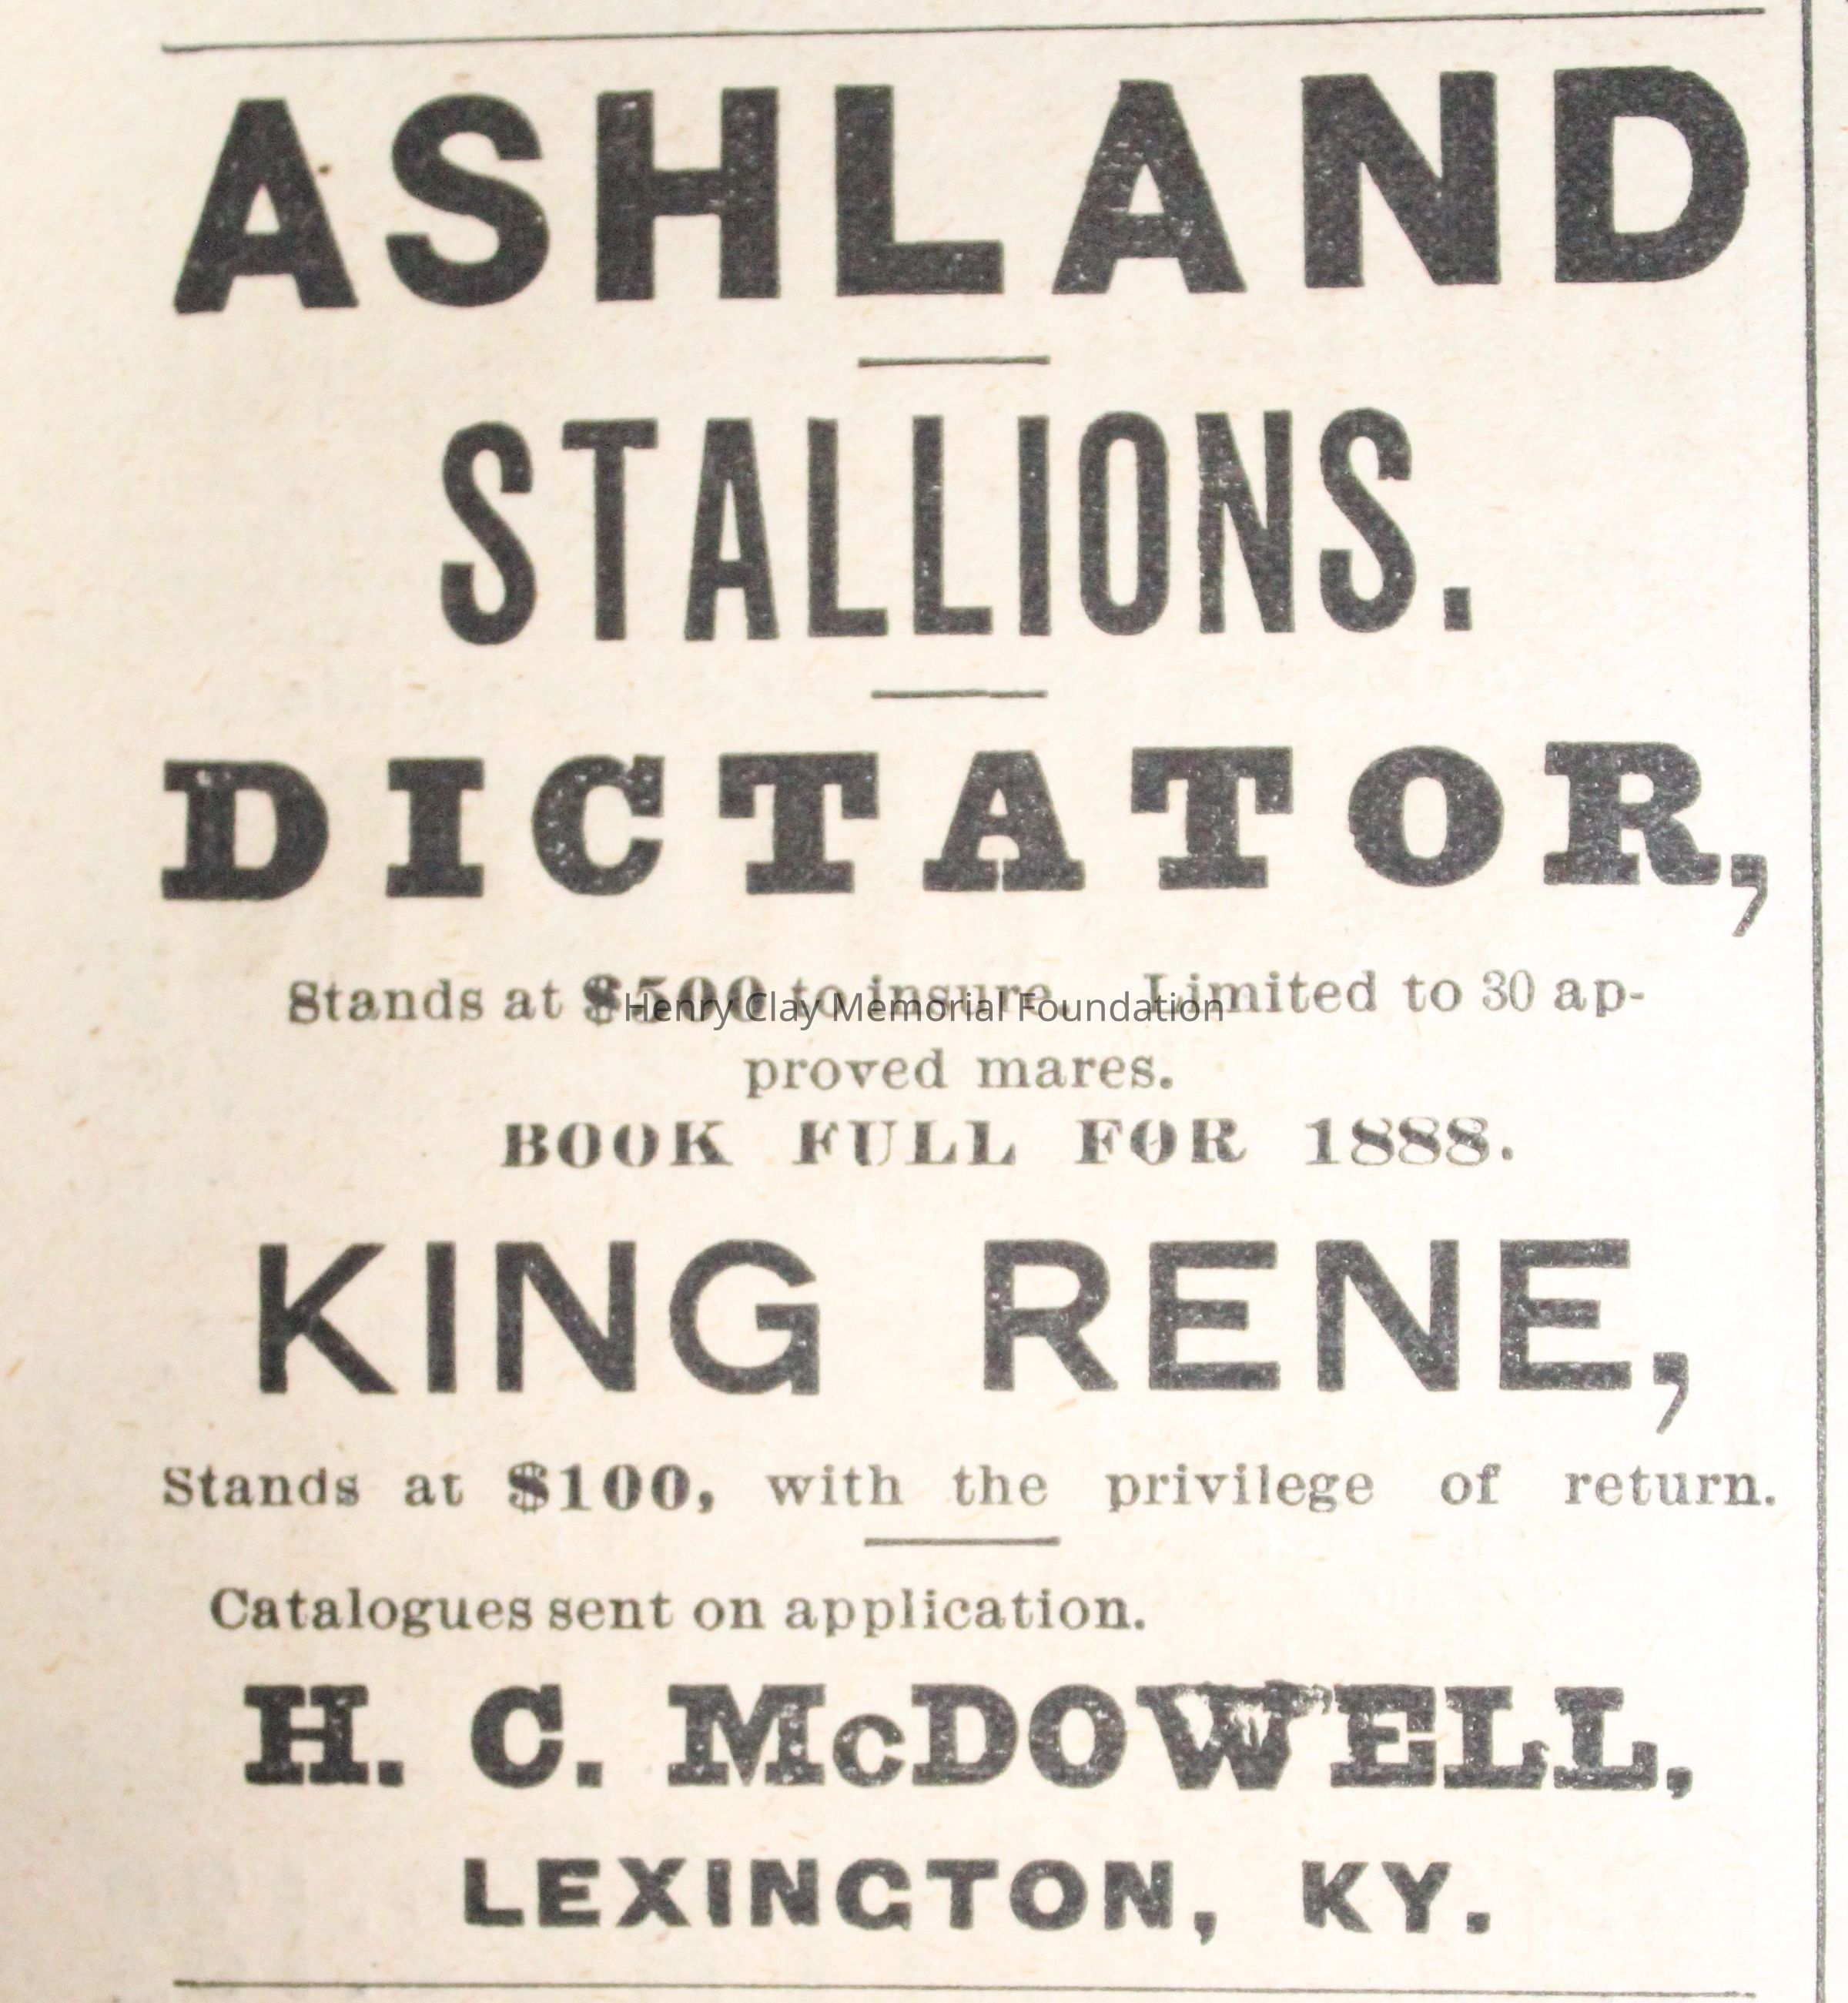 ASHLAND
STALLIONS.
DICTATOR,
Stands at $500 to insure. Limited to 30 ap-
Henry Clay Memorial Foundation
proved mares.
BOOK FULL FOR 1888.
KING RENE,
Stands at $100, with the privilege of return.
Catalogues sent on application.
H. C. McDOWELL,
LEXINGTON, KY.